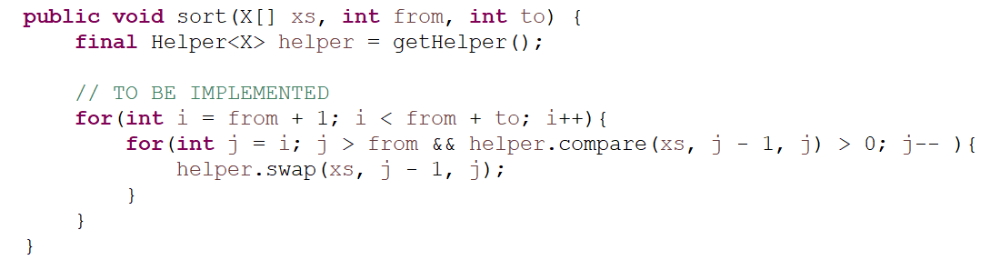 public void sort(X[] xs, int from, int to) {
    final Helper<X> helper = getHelper();

    // TO BE IMPLEMENTED
    for(int i = from + 1; i < from + to; i++){
        for(int j = i; j > from && helper.compare(xs, j - 1, j) > 0; j-- ){
            helper.swap(xs, j - 1, j);
        }
    }
}